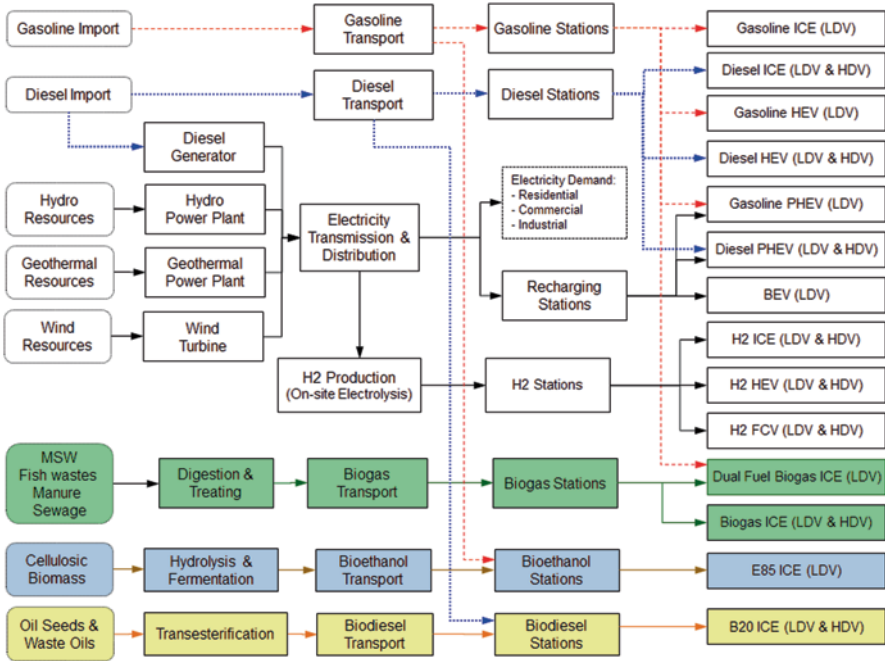 Gasoline Import
Gasoline
Transport
Gasoline Stations
Gasoline ICE (LDV)
Diesel ICE (LDV & HDV)
Diesel Import
Diesel
Transport
Diesel Stations
Gasoline HEV (LDV)
Diesel
Generator
Diesel HEV (LDV & HDV)
Hydro
Resources
Hydro
Power Plant
Electricity
Transmission &
Distribution
Electricity Demand:
- Residential
- Commercial
- Industrial
Gasoline PHEV (LDV)
Diesel PHEV (LDV & HDV)
Geothermal
Resources
Geothermal
Power Plant
Recharging
Stations
BEV (LDV)
Wind
Resources
Wind
Turbine
H2 ICE (LDV & HDV)
H2 Production
(On-site Electrolysis)
H2 Stations
H2 HEV (LDV & HDV)
H2 FCV (LDV & HDV)
MSW
Fish wastes
Manure
Sewage
Digestion &
Treating
Biogas
Transport
Biogas Stations
Dual Fuel Biogas ICE (LDV)
Biogas ICE (LDV & HDV)
Cellulosic
Biomass
Hydrolysis &
Fermentation
Bioethanol
Transport
Bioethanol
Stations
E85 ICE (LDV)
Oil Seeds &
Waste Oils
Transesterification
Biodiesel
Transport
Biodiesel
Stations
B20 ICE (LDV & HDV)